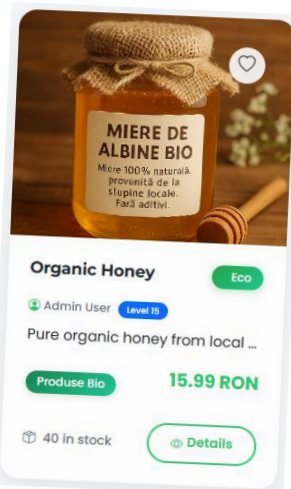 MIERE DE
ALBINE BIO
Miere 100% naturală.
provenită de la
stupine locale.
Fară aditivi.
Organic Honey
Eco
Admin User
Level 15
Pure organic honey from local ...
Produse Bio
15.99 RON
40 in stock
Details